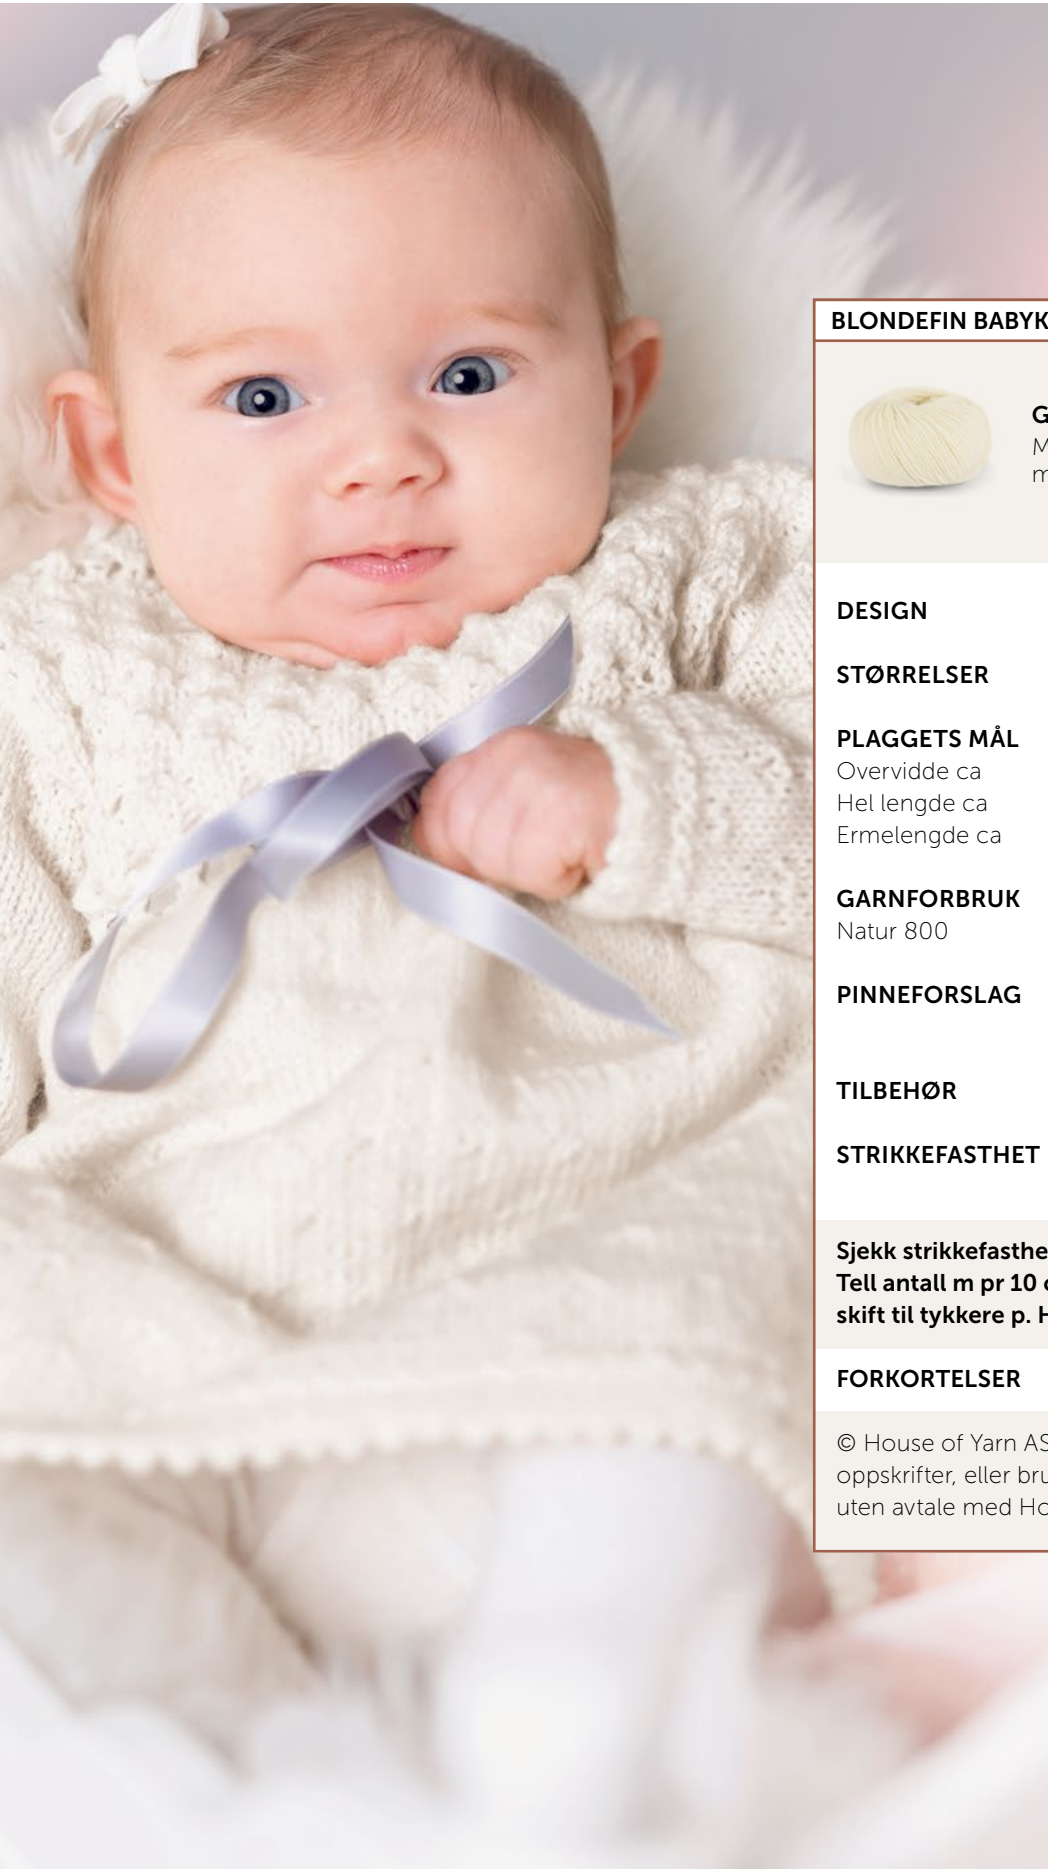 BLONDEFIN BABYK
G
M
m
DESIGN
STØRRELSER
PLAGGETS MÅL
Overvidde ca
Hel lengde ca
Ermelengde ca
GARNFORBRUK
Natur 800
PINNEFORSLAG
TILBEHØR
STRIKKEFASTHET
Sjekk strikkefasthe
Tell antall m pr 10 c
skift til tykkere p. H
FORKORTELSER
© House of Yarn AS
oppskrifter, eller bru
uten avtale med Ho